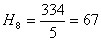 H₈ = 334/5 = 67